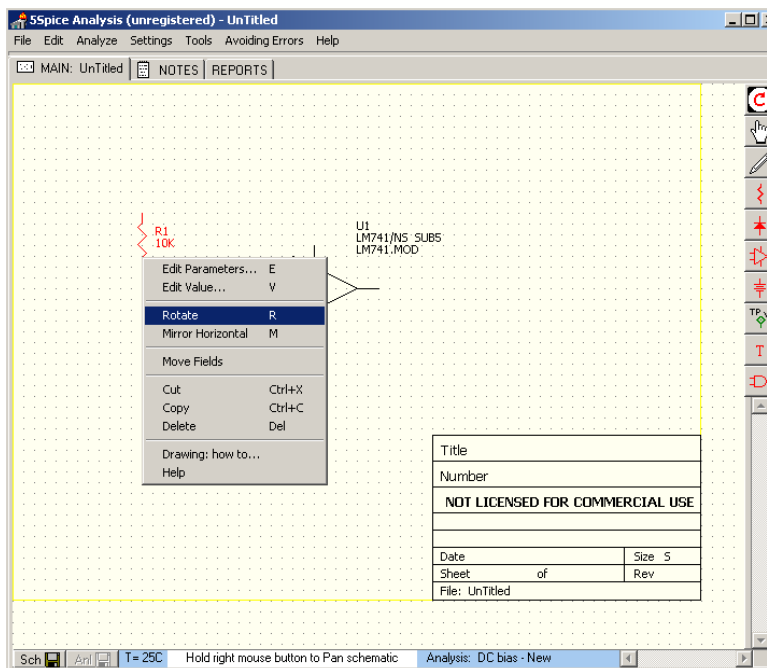 5Spice Analysis (unregistered) - UnTitled
File Edit Analyze Settings Tools Avoiding Errors Help
MAIN: UnTitled NOTES REPORTS
R1
10K
U1
LM741/NS SUB5
LM741.MOD
Edit Parameters... E
Edit Value... V
Rotate R
Mirror Horizontal M
Move Fields
Cut Ctrl+X
Copy Ctrl+C
Delete Del
Drawing: how to...
Help
TP
T
Title
Number
NOT LICENSED FOR COMMERCIAL USE
Date Size S
Sheet of Rev
File: UnTitled
Sch Anl T= 25C Hold right mouse button to Pan schematic Analysis: DC bias - New